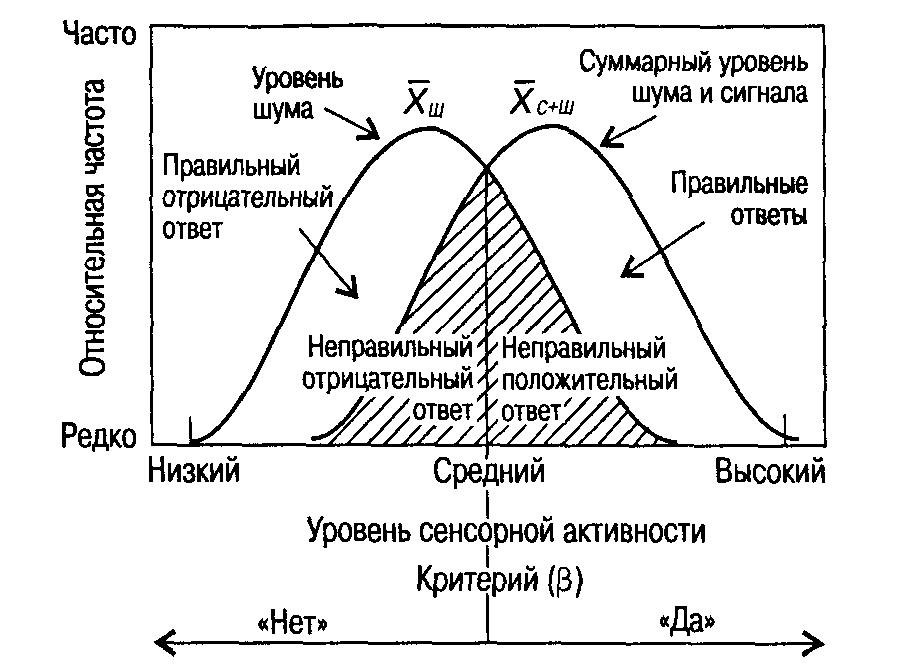 Часто
Относительная частота
Редко
Уровень
шума
X̅ш
X̅с+ш
Суммарный уровень
шума и сигнала
Правильный
отрицательный
ответ
Правильные
ответы
Неправильный
отрицательный
ответ
Неправильный
положительный
ответ
Низкий
Средний
Высокий
Уровень сенсорной активности
Критерий (β)
«Нет»
«Да»